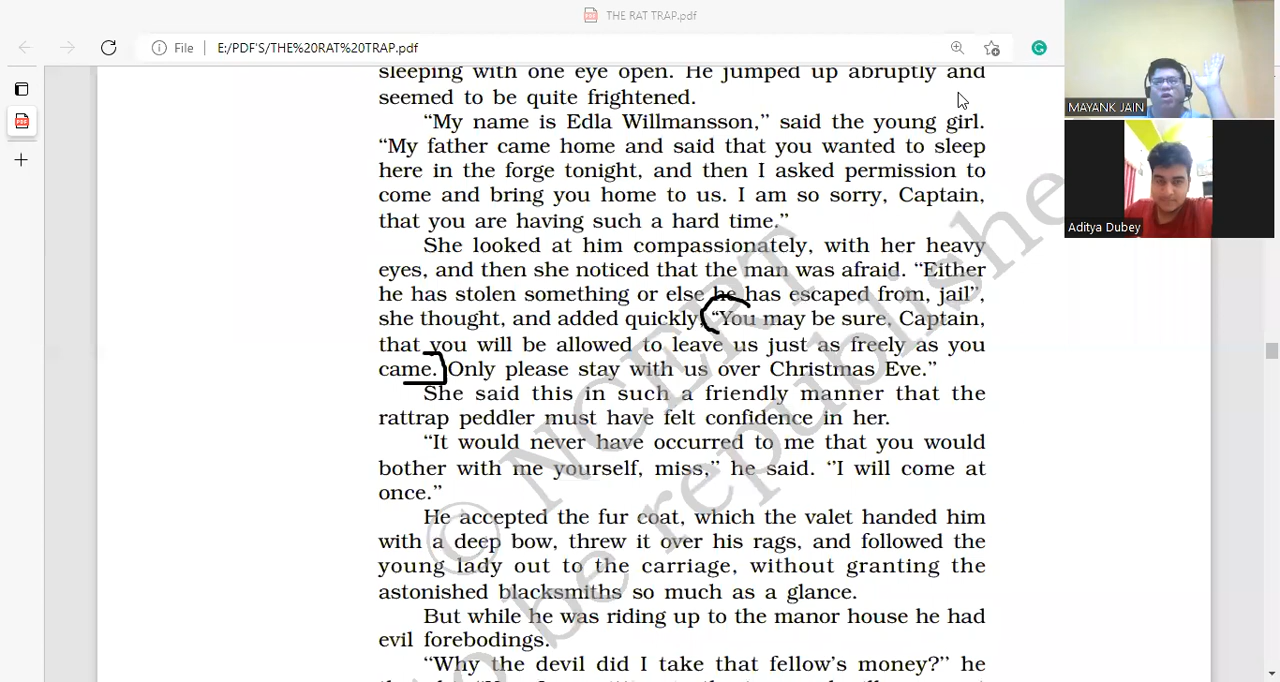 THE RAT TRAP.pdf
File E:/PDF'S/THE%20RAT%20TRAP.pdf
MAYANK JAIN
Aditya Dubey
sleeping with one eye open. He jumped up abruptly and
seemed to be quite frightened.
“My name is Edla Willmansson,” said the young girl.
“My father came home and said that you wanted to sleep
here in the forge tonight, and then I asked permission to
come and bring you home to us. I am so sorry, Captain,
that you are having such a hard time.”
She looked at him compassionately, with her heavy
eyes, and then she noticed that the man was afraid. “Either
he has stolen something or else he has escaped from, jail”,
she thought, and added quickly, “You may be sure, Captain,
that you will be allowed to leave us just as freely as you
came. Only please stay with us over Christmas Eve.”
She said this in such a friendly manner that the
rattrap peddler must have felt confidence in her.
“It would never have occurred to me that you would
bother with me yourself, miss,” he said. ‘’I will come at
once.”
He accepted the fur coat, which the valet handed him
with a deep bow, threw it over his rags, and followed the
young lady out to the carriage, without granting the
astonished blacksmiths so much as a glance.
But while he was riding up to the manor house he had
evil forebodings.
“Why the devil did I take that fellow’s money?’’ he
© NCERT
be republished